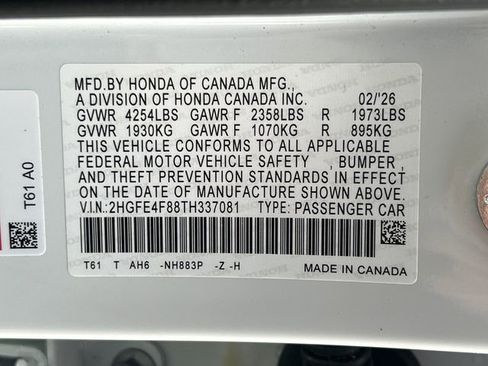 MFD.BY HONDA OF CANADA MFG.,
A DIVISION OF HONDA CANADA INC. 02/'26
GVWR 4254LBS GAWR F 2358LBS R 1973LBS
GVWR 1930KG GAWR F 1070KG R 895KG
THIS VEHICLE CONFORMS TO ALL APPLICABLE
FEDERAL MOTOR VEHICLE SAFETY , BUMPER ,
AND THEFT PREVENTION STANDARDS IN EFFECT
ON THE DATE OF MANUFACTURE SHOWN ABOVE.
V.I.N.:2HGFE4F88TH337081 TYPE: PASSENGER CAR
T61 T AH6 -NH883P -Z -H MADE IN CANADA
T61 A0